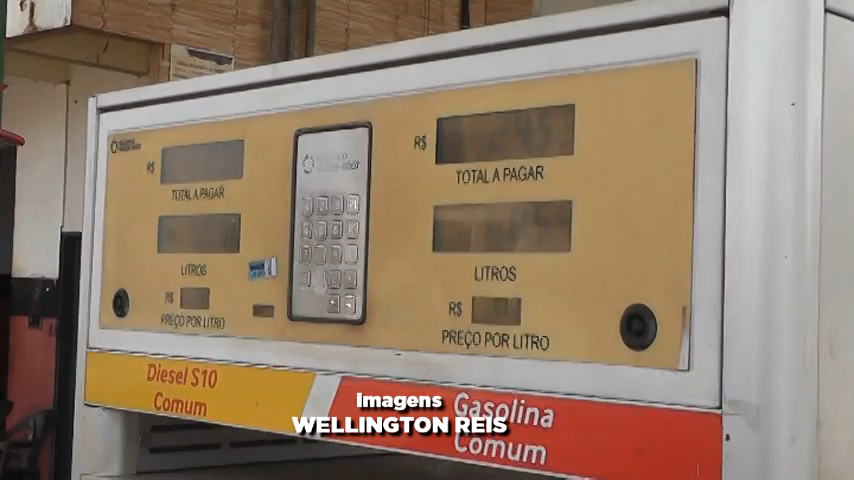 R$
TOTAL A PAGAR
LITROS
R$
PREÇO POR LITRO
R$
TOTAL A PAGAR
LITROS
R$
PREÇO POR LITRO
Diesel S10
Comum
Gasolina
Comum
Imagens
WELLINGTON REIS